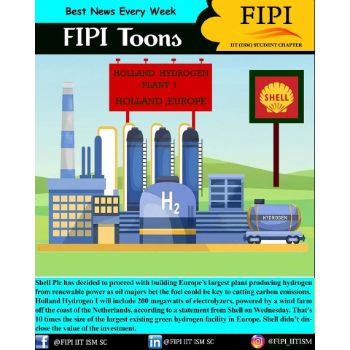 Best News Every Week
FIPI
FIPI Toons
IIT (ISM) STUDENT CHAPTER
HOLLAND HYDROGEN
PLANT 1
HOLLAND ,EUROPE
SHELL
H2
HYDROGEN
Shell Plc has decided to proceed with building Europe's largest plant producing hydrogen
from renewable power as oil majors bet the fuel could be key to cutting carbon emissions.
Holland Hydrogen I will include 200 megawatts of electrolyzers, powered by a wind farm
off the coast of the Netherlands, according to a statement from Shell on Wednesday. That's
10 times the size of the largest existing green hydrogen facility in Europe. Shell didn't dis-
close the value of the investment.
@FIPI IIT ISM SC
@FIPI IIT ISM SC
@FIPI_IITISM